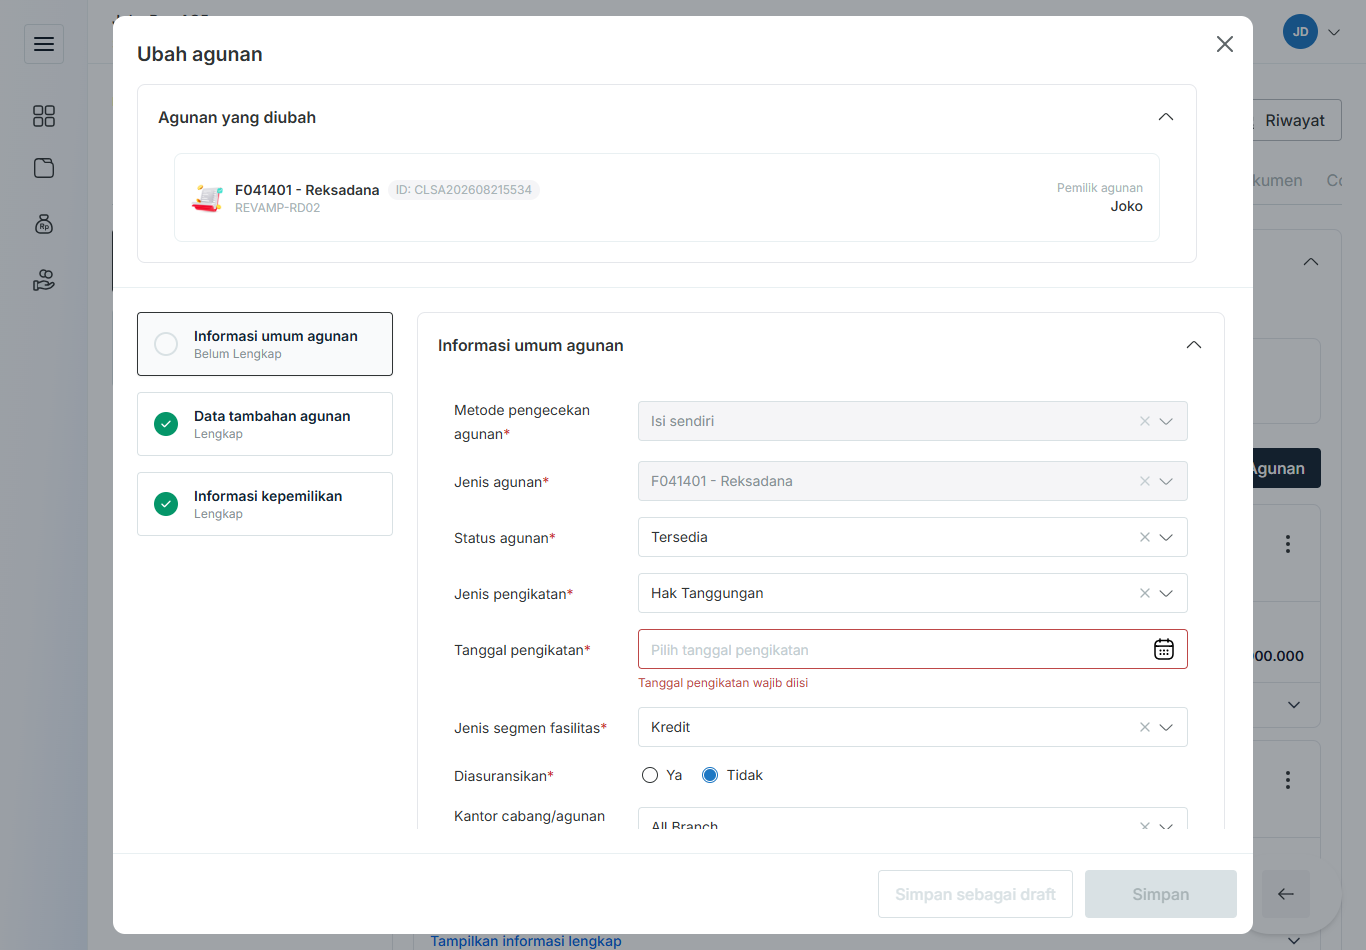 JD
Ubah agunan
Riwayat
Agunan yang diubah
F041401 - Reksadana
ID: CLSA202608215534
REVAMP-RD02
Pemilik agunan
Joko
kumen
Informasi umum agunan
Belum Lengkap
Data tambahan agunan
Lengkap
Informasi kepemilikan
Lengkap
Informasi umum agunan
Metode pengecekan
agunan*
Isi sendiri
Jenis agunan*
F041401 - Reksadana
Status agunan*
Tersedia
Jenis pengikatan*
Hak Tanggungan
Tanggal pengikatan*
Pilih tanggal pengikatan
Tanggal pengikatan wajib diisi
Jenis segmen fasilitas*
Kredit
Diasuransikan*
Ya
Tidak
Kantor cabang/agunan
All Branch
Agunan
00.000
Simpan sebagai draft
Simpan
Tampilkan informasi lengkap